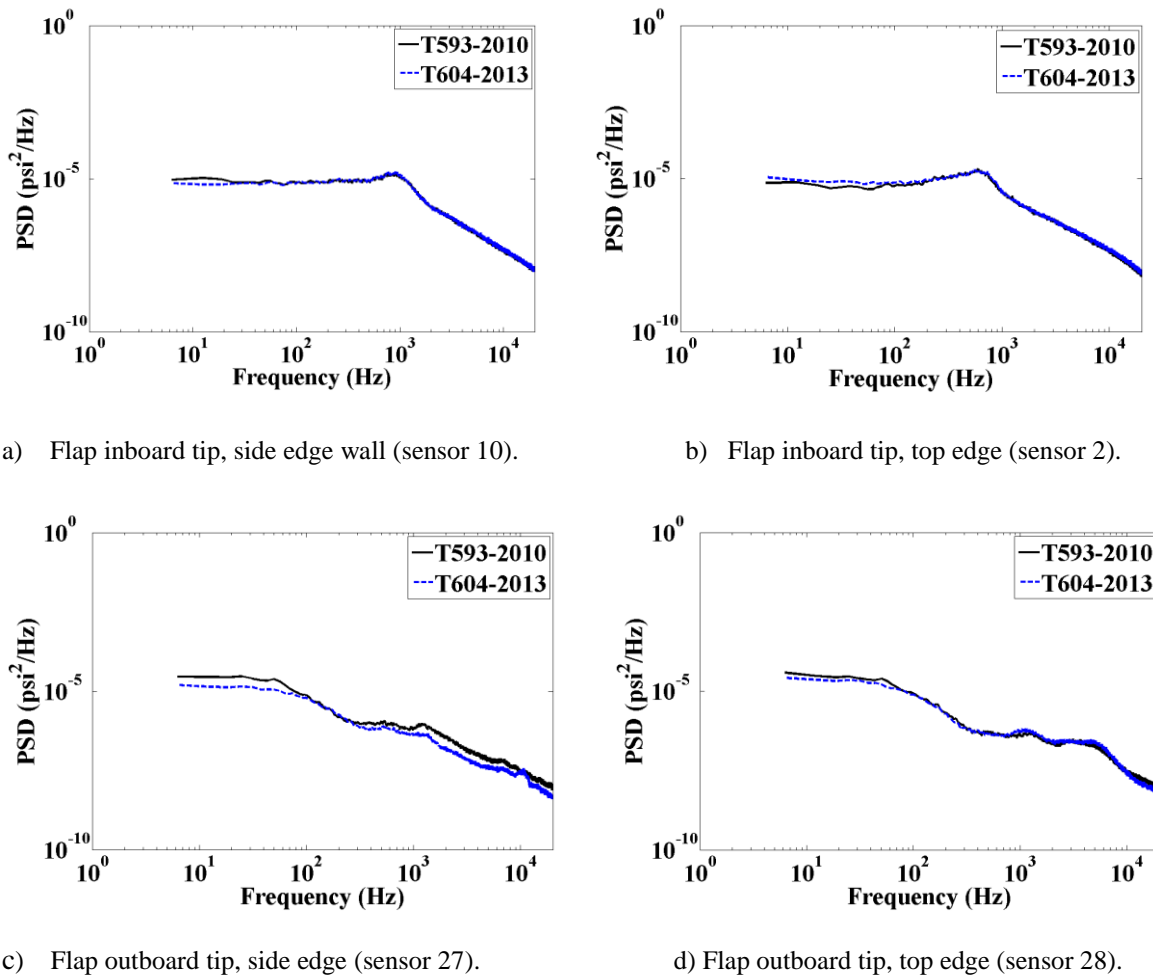 10^0
T593-2010
T604-2013
PSD (psi^2/Hz)
10^-5
10^-10
10^0 10^1 10^2 10^3 10^4
Frequency (Hz)
a) Flap inboard tip, side edge wall (sensor 10).
10^0
T593-2010
T604-2013
PSD (psi^2/Hz)
10^-5
10^-10
10^0 10^1 10^2 10^3 10^4
Frequency (Hz)
b) Flap inboard tip, top edge (sensor 2).
10^0
T593-2010
T604-2013
PSD (psi^2/Hz)
10^-5
10^-10
10^0 10^1 10^2 10^3 10^4
Frequency (Hz)
c) Flap outboard tip, side edge (sensor 27).
10^0
T593-2010
T604-2013
PSD (psi^2/Hz)
10^-5
10^-10
10^0 10^1 10^2 10^3 10^4
Frequency (Hz)
d) Flap outboard tip, top edge (sensor 28).